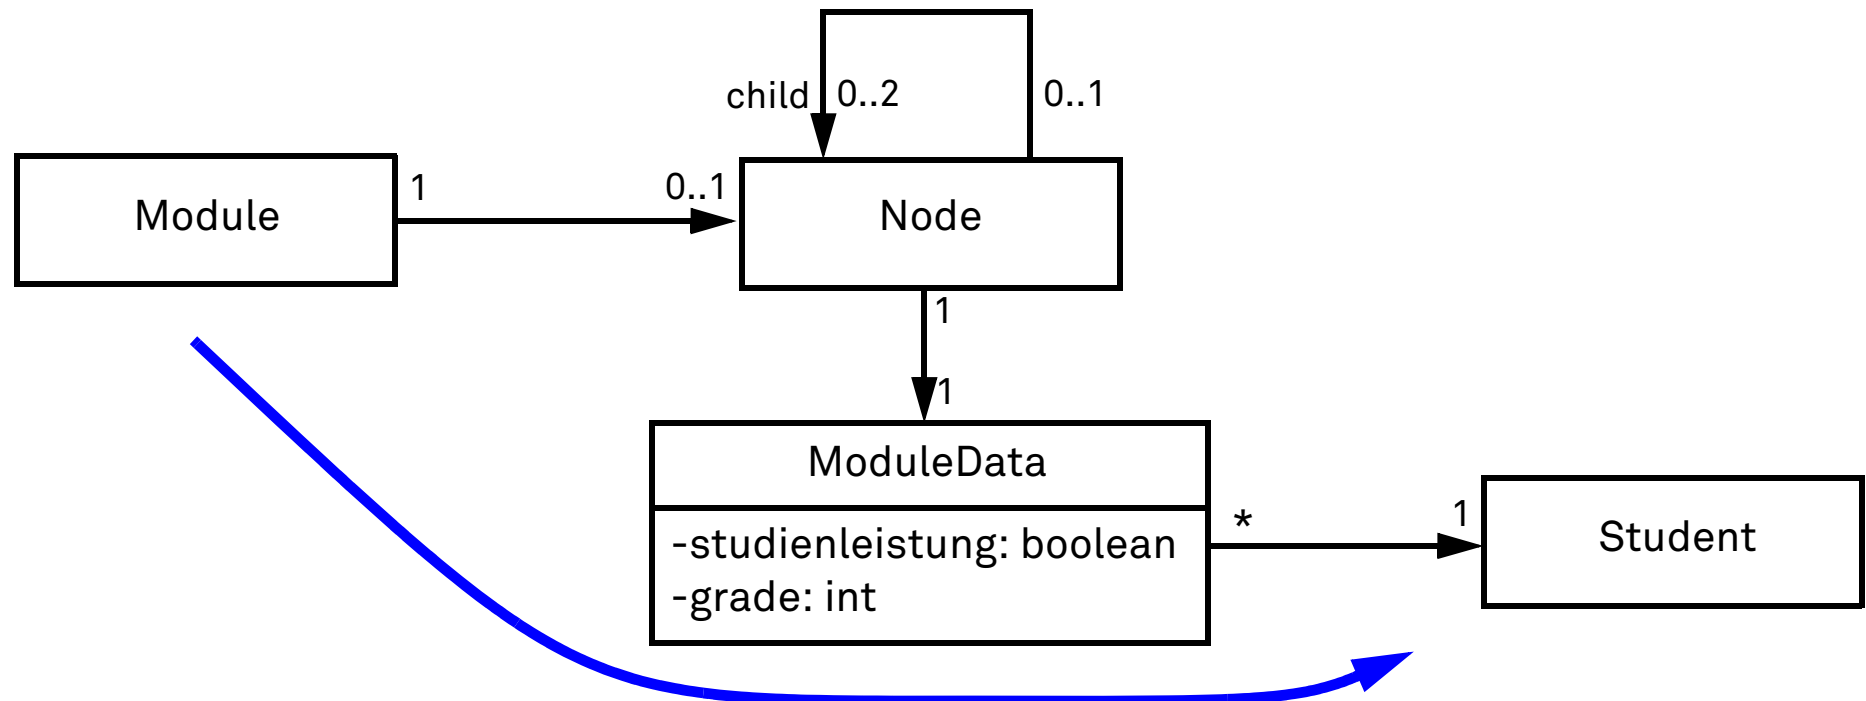 child 0..2 0..1
Module 1 0..1 Node
1
1
ModuleData
-studienleistung: boolean
-grade: int
* 1
Student